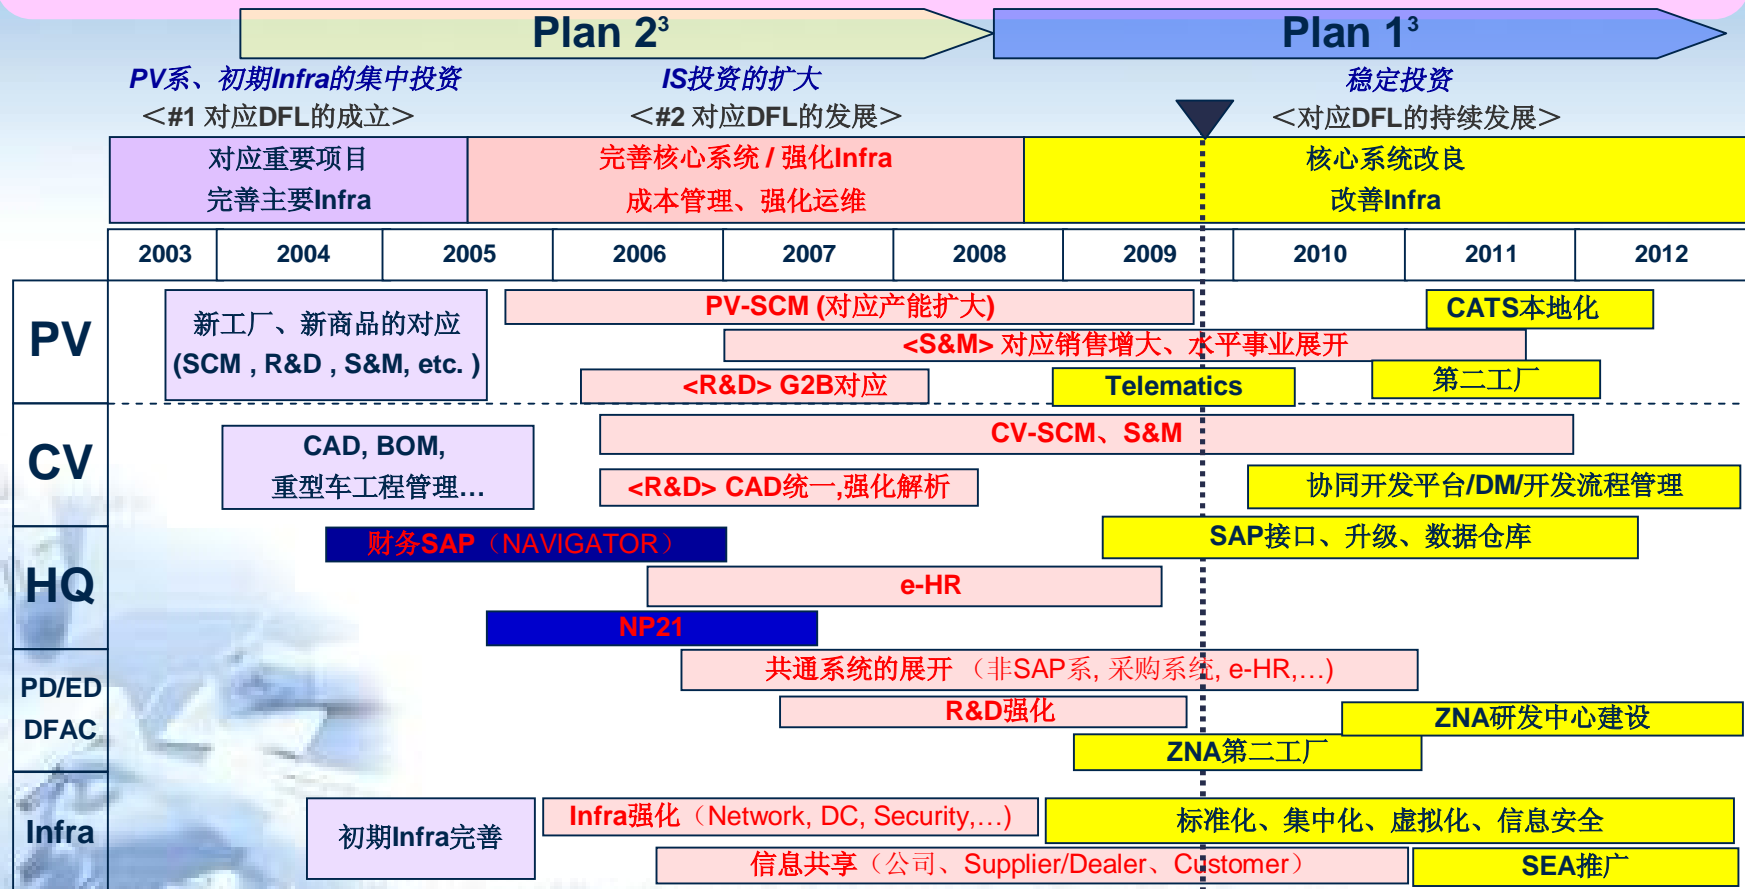 Plan 2³
Plan 1³
PV系、初期Infra的集中投资
IS投资的扩大
稳定投资
<#1 对应DFL的成立>
<#2 对应DFL的发展>
<对应DFL的持续发展>
对应重要项目
完善主要Infra
完善核心系统 / 强化Infra
成本管理、强化运维
核心系统改良
改善Infra
2003
2004
2005
2006
2007
2008
2009
2010
2011
2012
PV
新工厂、新商品的对应
(SCM , R&D , S&M, etc. )
PV-SCM (对应产能扩大)
CATS本地化
<S&M> 对应销售增大、水平事业展开
<R&D> G2B对应
Telematics
第二工厂
CV
CAD, BOM,
重型车工程管理...
CV-SCM、S&M
<R&D> CAD统一,强化解析
协同开发平台/DM/开发流程管理
HQ
财务SAP（NAVIGATOR）
SAP接口、升级、数据仓库
e-HR
NP21
PD/ED
DFAC
共通系统的展开 （非SAP系, 采购系统, e-HR,...)
R&D强化
ZNA研发中心建设
ZNA第二工厂
Infra
初期Infra完善
Infra强化（Network, DC, Security,...)
标准化、集中化、虚拟化、信息安全
信息共享（公司、Supplier/Dealer、Customer）
SEA推广